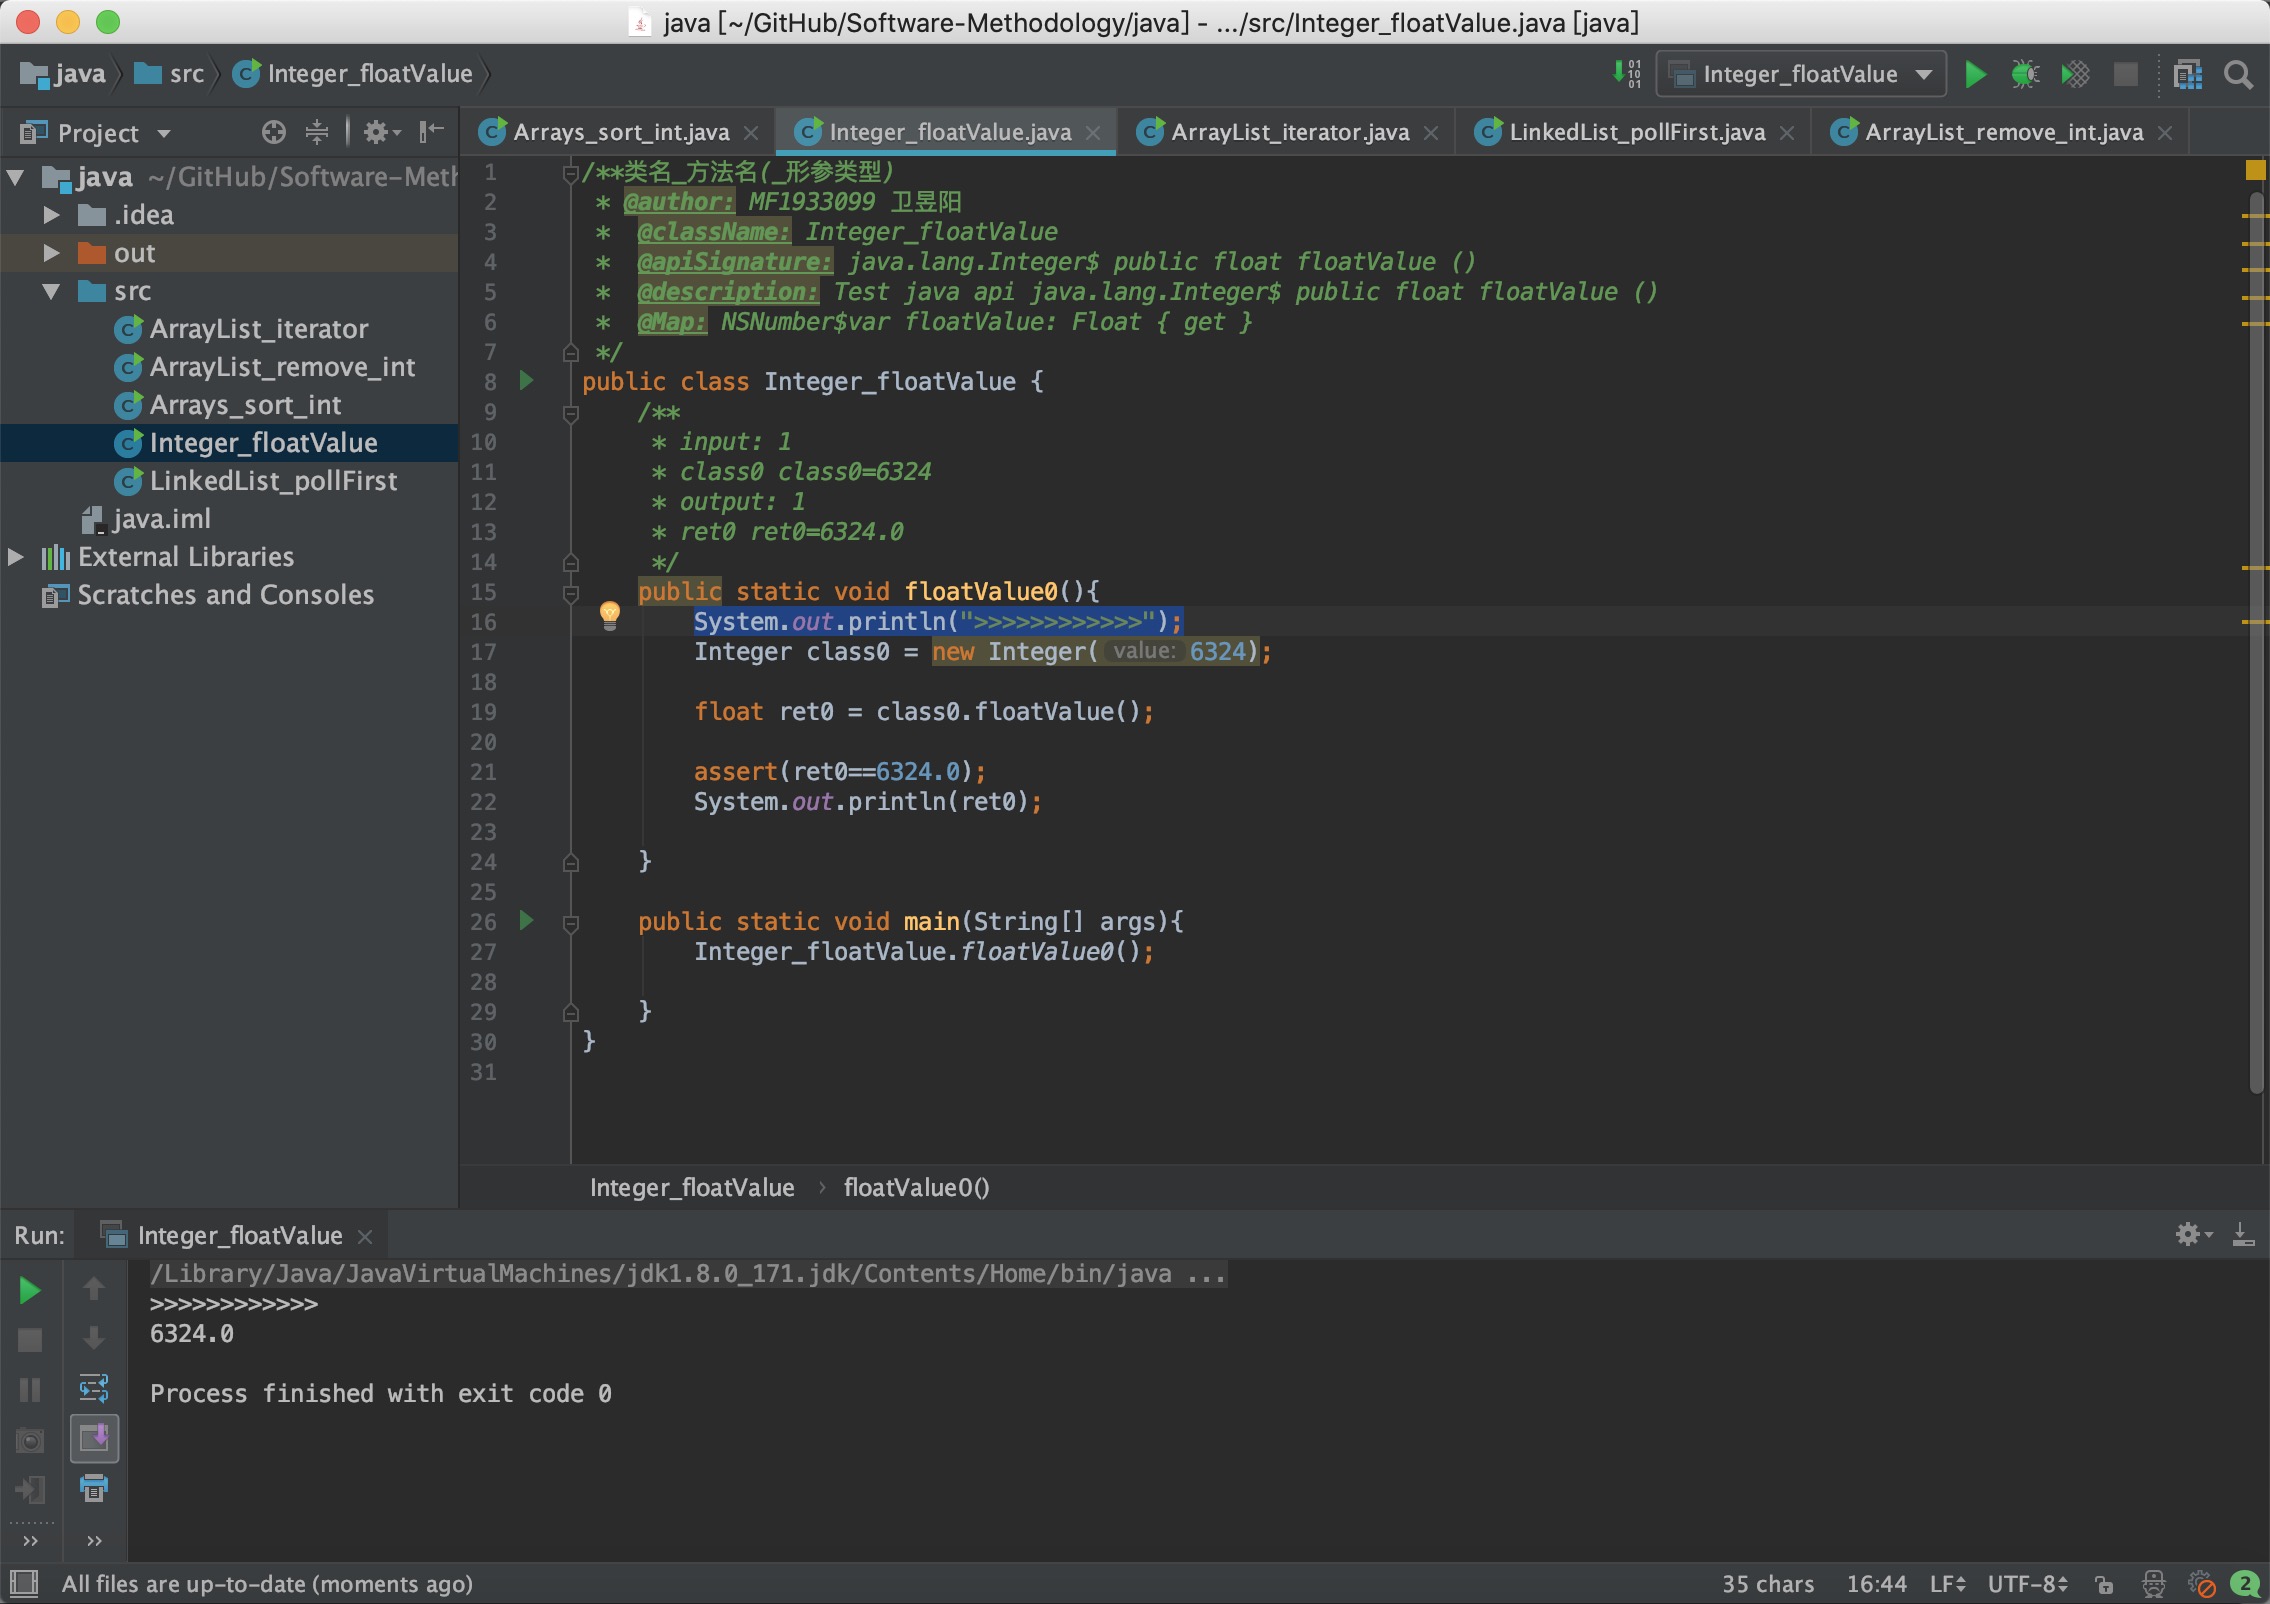 java [~/GitHub/Software-Methodology/java] - .../src/Integer_floatValue.java [java]
java src Integer_floatValue
Integer_floatValue
Project
Arrays_sort_int.java Integer_floatValue.java ArrayList_iterator.java LinkedList_pollFirst.java ArrayList_remove_int.java
java ~/GitHub/Software-Meth
.idea
out
src
ArrayList_iterator
ArrayList_remove_int
Arrays_sort_int
Integer_floatValue
LinkedList_pollFirst
java.iml
External Libraries
Scratches and Consoles
1 /**类名_方法名(_形参类型)
2 * @author: MF1933099 卫昱阳
3 * @className: Integer_floatValue
4 * @apiSignature: java.lang.Integer$ public float floatValue ()
5 * @description: Test java api java.lang.Integer$ public float floatValue ()
6 * @Map: NSNumber$var floatValue: Float { get }
7 */
8 public class Integer_floatValue {
9 /**
10 * input: 1
11 * class0 class0=6324
12 * output: 1
13 * ret0 ret0=6324.0
14 */
15 public static void floatValue0(){
16 System.out.println(">>>>>>>>>>>>");
17 Integer class0 = new Integer( value: 6324);
18
19 float ret0 = class0.floatValue();
20
21 assert(ret0==6324.0);
22 System.out.println(ret0);
23
24 }
25
26 public static void main(String[] args){
27 Integer_floatValue.floatValue0();
28
29 }
30 }
31
Integer_floatValue › floatValue0()
Run: Integer_floatValue
/Library/Java/JavaVirtualMachines/jdk1.8.0_171.jdk/Contents/Home/bin/java ...
>>>>>>>>>>>>
6324.0
Process finished with exit code 0
All files are up-to-date (moments ago)
35 chars 16:44 LF UTF-8 2